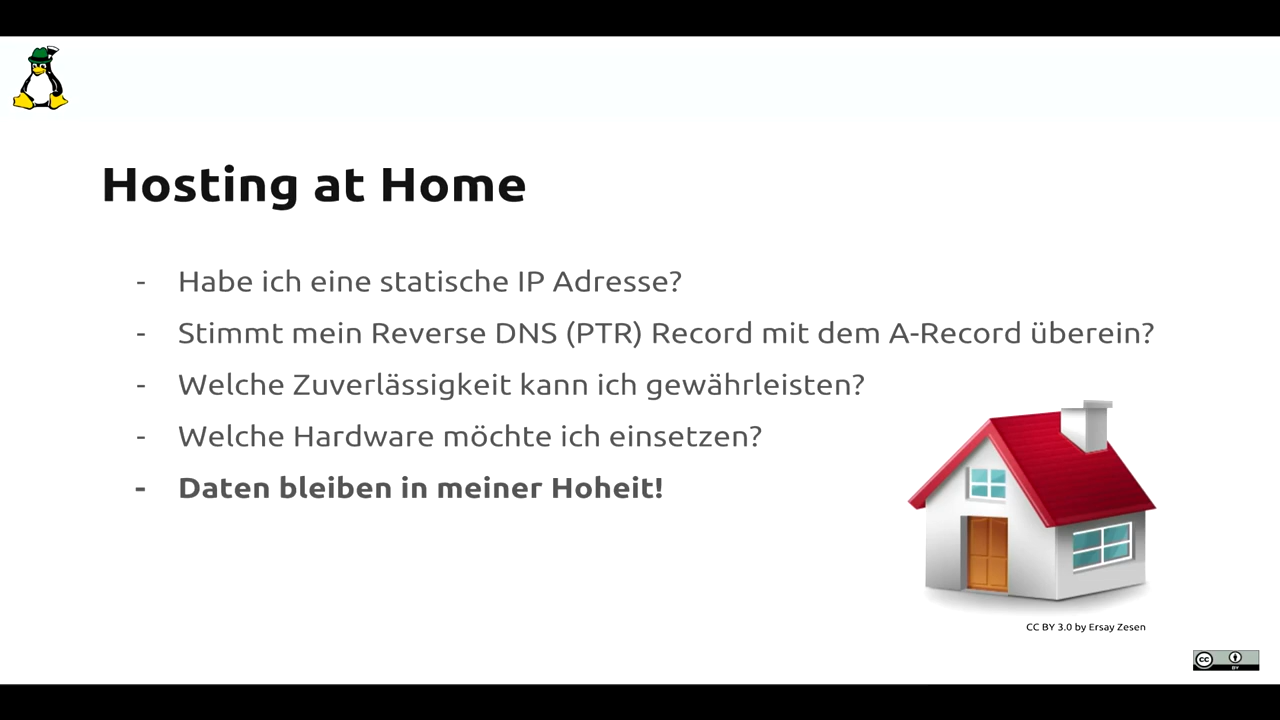 Hosting at Home
- Habe ich eine statische IP Adresse?
- Stimmt mein Reverse DNS (PTR) Record mit dem A-Record überein?
- Welche Zuverlässigkeit kann ich gewährleisten?
- Welche Hardware möchte ich einsetzen?
- Daten bleiben in meiner Hoheit!
CC BY 3.0 by Ersay Zesen
cc
BY